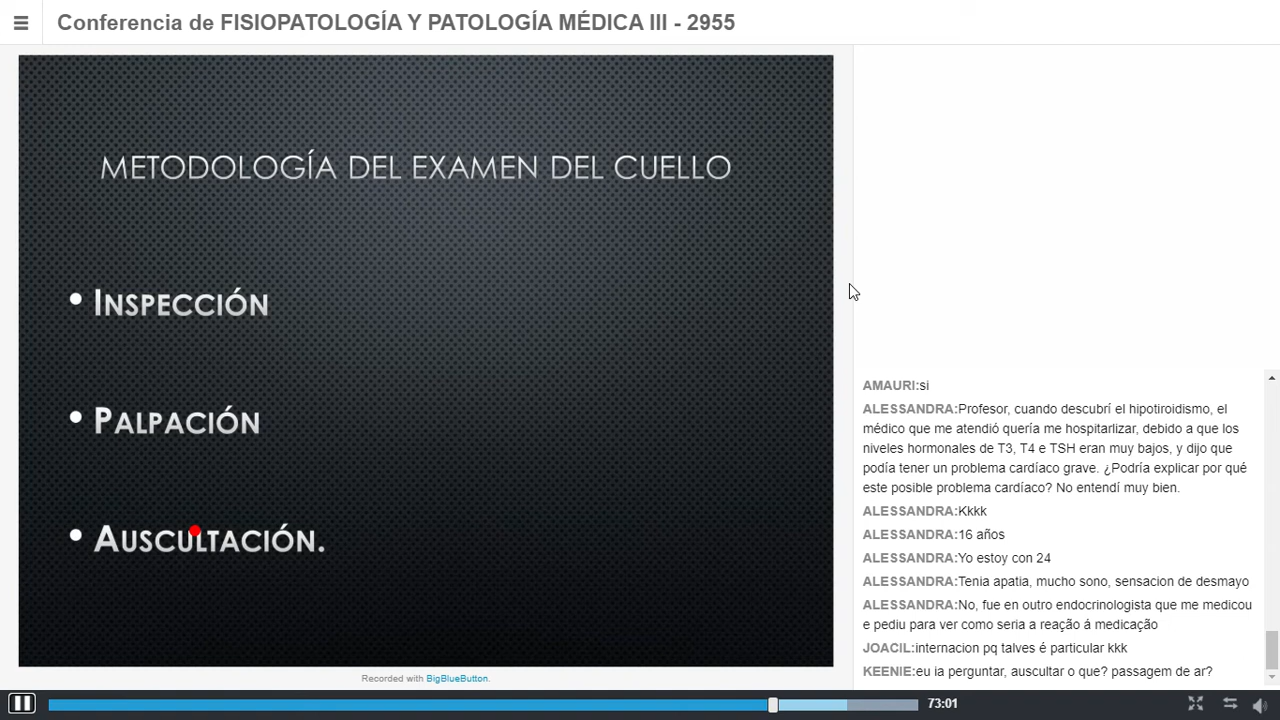 Conferencia de FISIOPATOLOGÍA Y PATOLOGÍA MÉDICA III - 2955
METODOLOGÍA DEL EXAMEN DEL CUELLO
• INSPECCIÓN
• PALPACIÓN
• AUSCULTACIÓN.
Recorded with BigBlueButton.
AMAURI:si
ALESSANDRA:Profesor, cuando descubrí el hipotiroidismo, el
médico que me atendió quería me hospitarlizar, debido a que los
niveles hormonales de T3, T4 e TSH eran muy bajos, y dijo que
podía tener un problema cardíaco grave. ¿Podría explicar por qué
este posible problema cardíaco? No entendí muy bien.
ALESSANDRA:Kkkk
ALESSANDRA:16 años
ALESSANDRA:Yo estoy con 24
ALESSANDRA:Tenia apatia, mucho sono, sensacion de desmayo
ALESSANDRA:No, fue en outro endocrinologista que me medicou
e pediu para ver como seria a reação á medicação
JOACIL:internacion pq talves é particular kkk
KEENIE:eu ia perguntar, auscultar o que? passagem de ar?
73:01